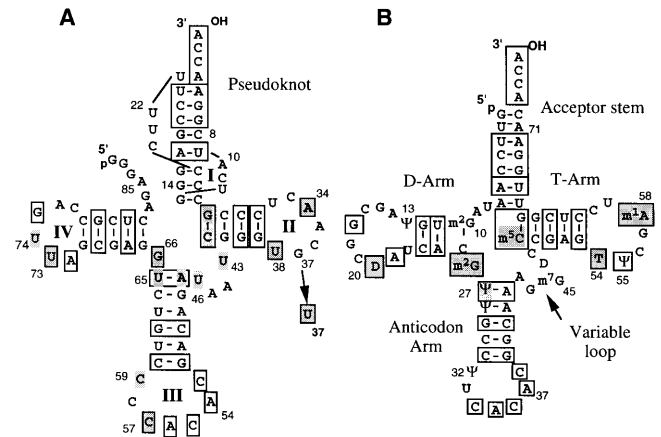 A
B
3'
OH
A
C
C
A
Pseudoknot
U
U - A
C - G
C - G
G - C
22
U
U
C
8
A - U
10
A
C
U
I
14
G - C
G - C
G
5'
p G G G
85
A
G
A
IV
G
A C
C G C U C
G G U A G
U
74
U
73
A
G
66
G U C C G
C G G G
II
U C A
34
A
C
G
37
U
38
43
U
A
A
U
46
U
37
65
U - A
U - A
C - G
U - A
G - C
U - A
C - G
III
59
C
C
57
C
A
C
C
A
54
3'
OH
A
C
C
A
5'
p G
C
Acceptor stem
U - A
71
U - A
C - G
C - G
U - A
A - U
D-Arm
T-Arm
G A
C
G
G
C
20
D
A
13
Ψ
G U
C
A
U
m²G
10
A
U
C
m²G
m⁵C
G G C U C
C C G A G
C
U
58
m¹A
G
C
Ψ
55
T
54
D
A
m⁷G
45
G
27
Ψ - A
Ψ - A
G - C
C - G
C - G
Anticodon
Arm
Variable
loop
32
Ψ
U
C
A
C
A
37
C